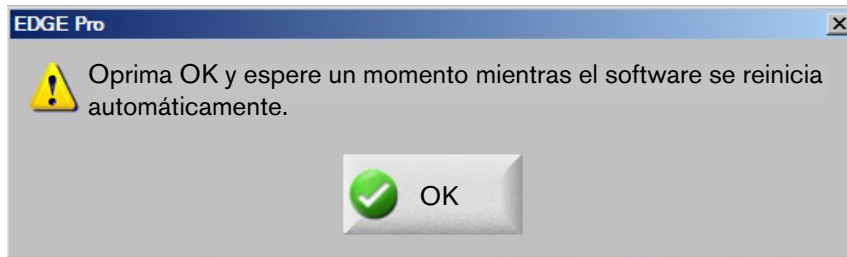 EDGE Pro
Oprima OK y espere un momento mientras el software se reinicia
automáticamente.
OK